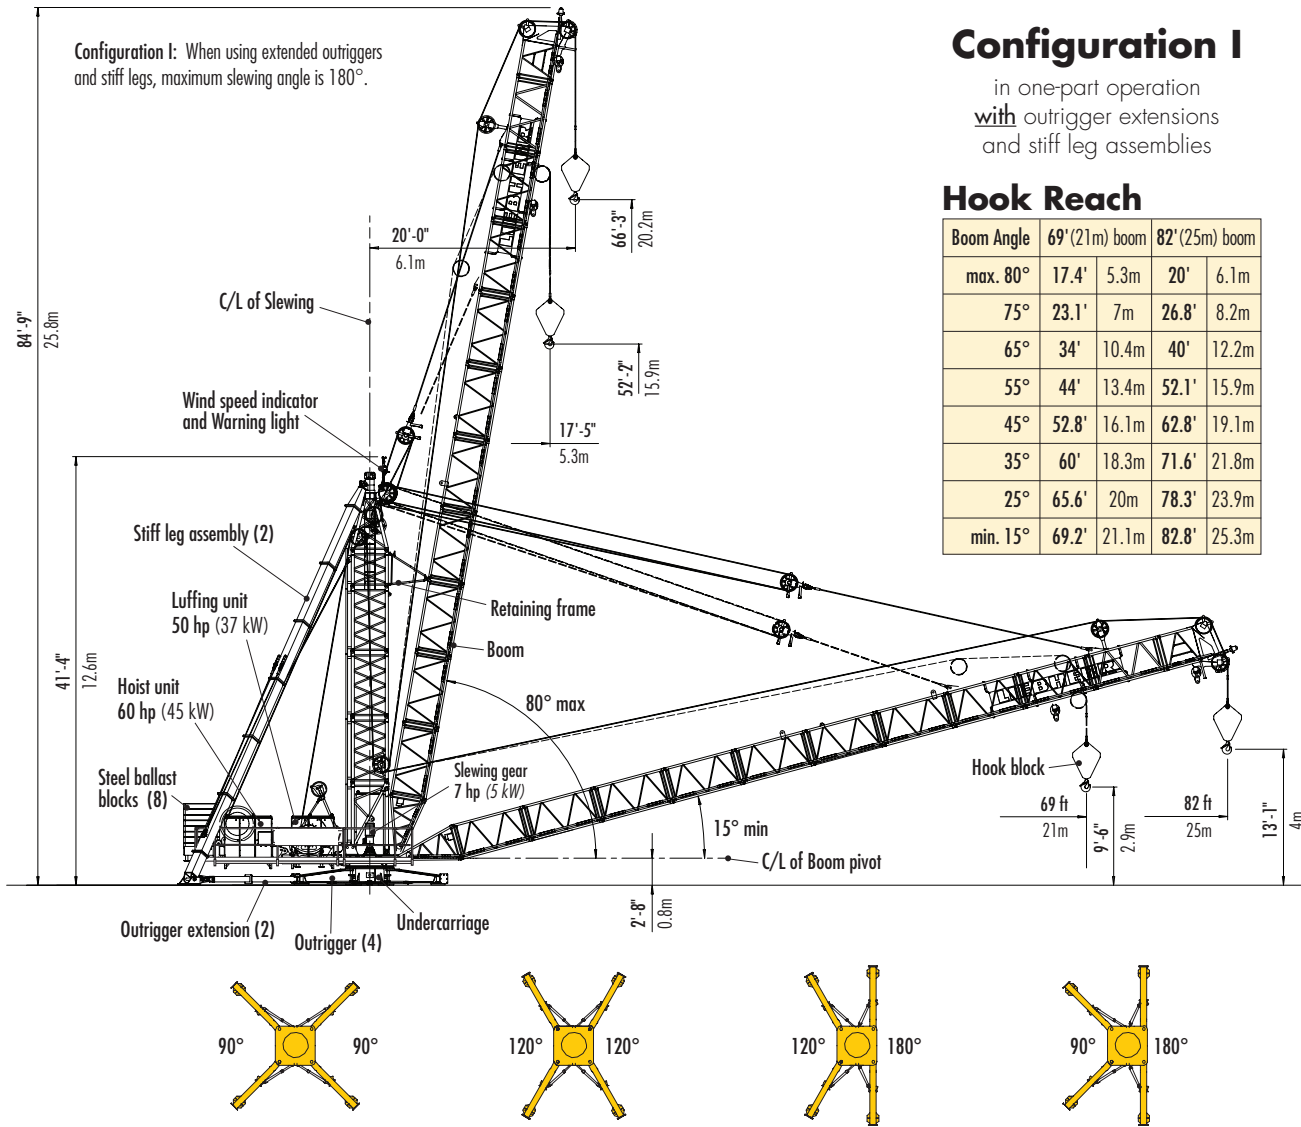 Configuration I: When using extended outriggers
and stiff legs, maximum slewing angle is 180°.
Configuration I
in one-part operation
with outrigger extensions
and stiff leg assemblies
Hook Reach
Boom Angle 69'(21m) boom 82'(25m) boom
max. 80° 17.4' 5.3m 20' 6.1m
75° 23.1' 7m 26.8' 8.2m
65° 34' 10.4m 40' 12.2m
55° 44' 13.4m 52.1' 15.9m
45° 52.8' 16.1m 62.8' 19.1m
35° 60' 18.3m 71.6' 21.8m
25° 65.6' 20m 78.3' 23.9m
min. 15° 69.2' 21.1m 82.8' 25.3m
LIEBHERR
66'-3"
20.2m
20'-0"
6.1m
C/L of Slewing
84'-9"
25.8m
52'-2"
15.9m
Wind speed indicator
and Warning light
17'-5"
5.3m
Stiff leg assembly (2)
Luffing unit
50 hp (37 kW)
Retaining frame
Boom
41'-4"
12.6m
Hoist unit
60 hp (45 kW)
80° max
LIEBHERR
Steel ballast
blocks (8)
Slewing gear
7 hp (5 kW)
Hook block
15° min
69 ft
21m
82 ft
25m
9'-6"
2.9m
13'-1"
4m
C/L of Boom pivot
2'-8"
0.8m
Outrigger extension (2)
Outrigger (4)
Undercarriage
90° 90°
120° 120°
120° 180°
90° 180°